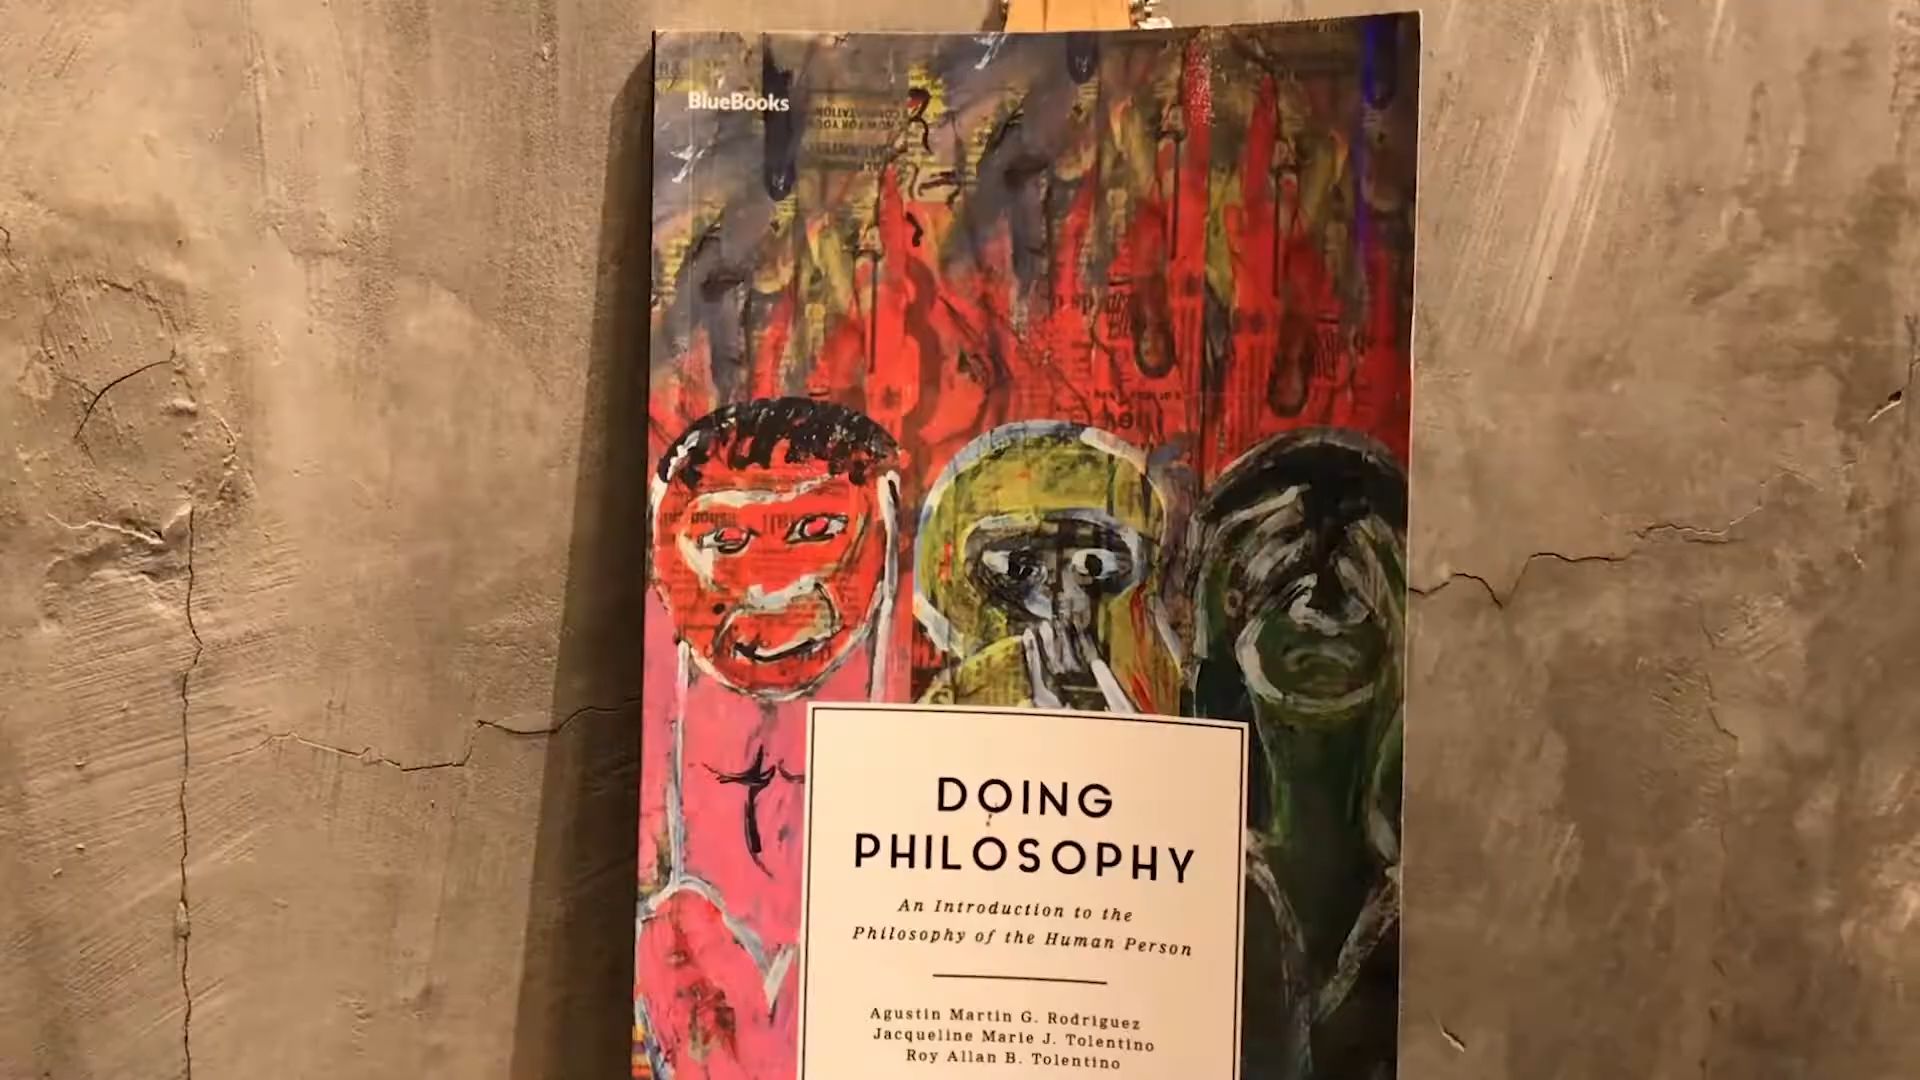 BlueBooks
DOING
PHILOSOPHY
An Introduction to the
Philosophy of the Human Person
Agustin Martin G. Rodriguez
Jacqueline Marie J. Tolentino
Roy Allan B. Tolentino